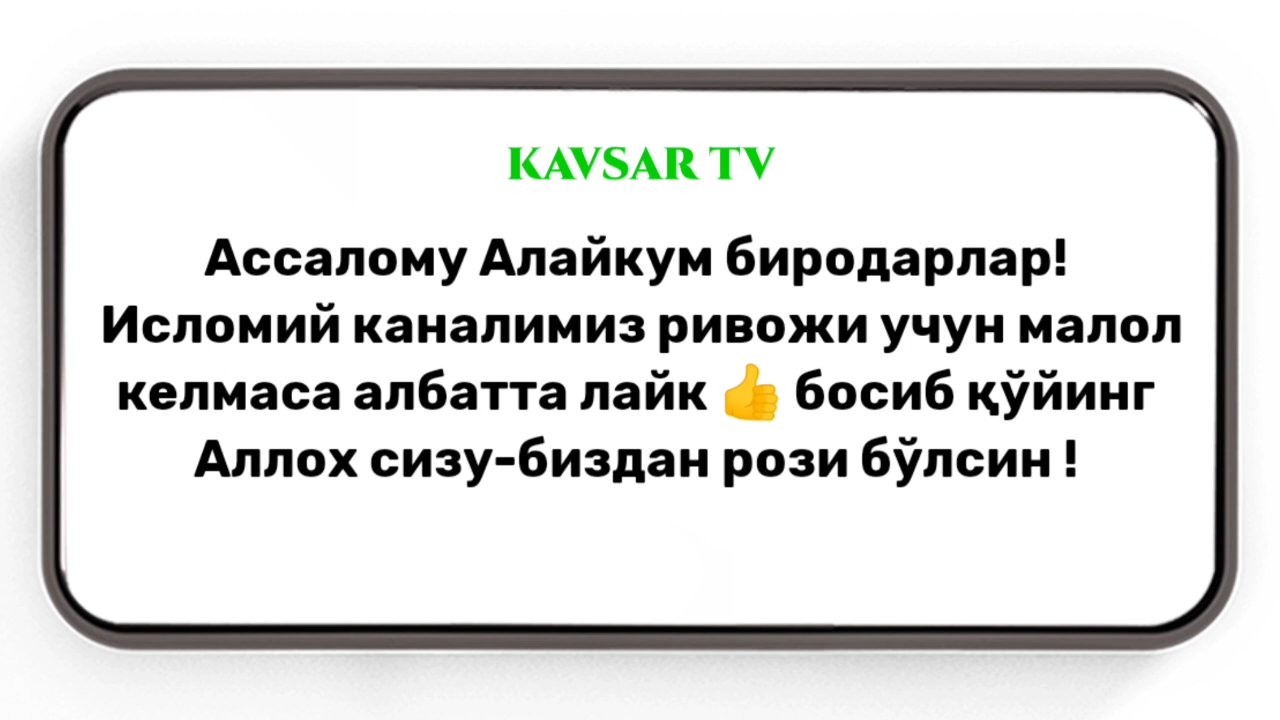 KAVSAR TV
Ассалому Алайкум биродарлар!
Исломий каналимиз ривожи учун малол
келмаса албатта лайк 👍 босиб қўйинг
Аллох сизу-биздан рози бўлсин !